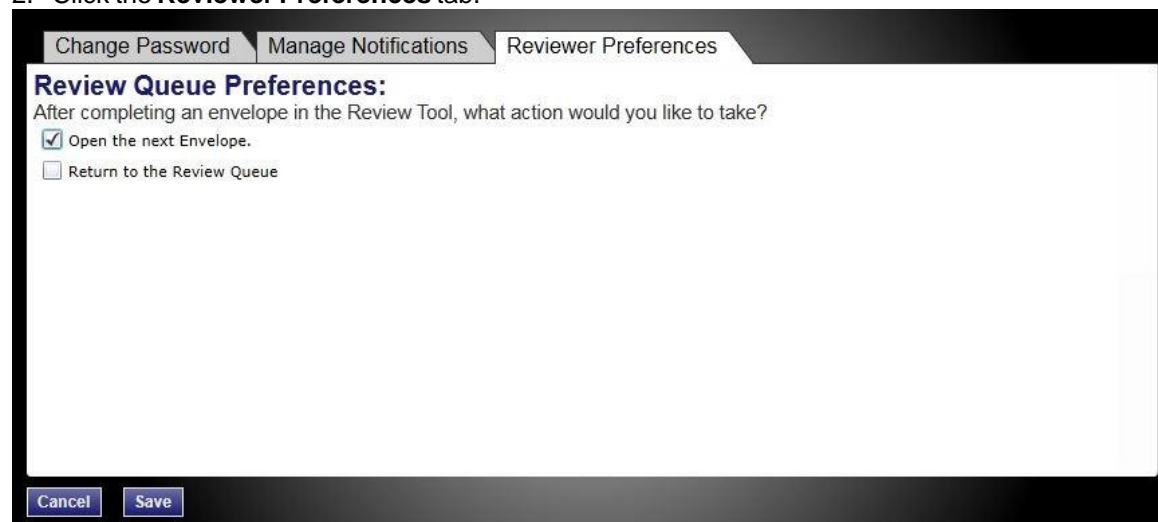 2. Click the Reviewer Preferences tab.
Change Password Manage Notifications Reviewer Preferences
Review Queue Preferences:
After completing an envelope in the Review Tool, what action would you like to take?
Open the next Envelope.
Return to the Review Queue
Cancel Save